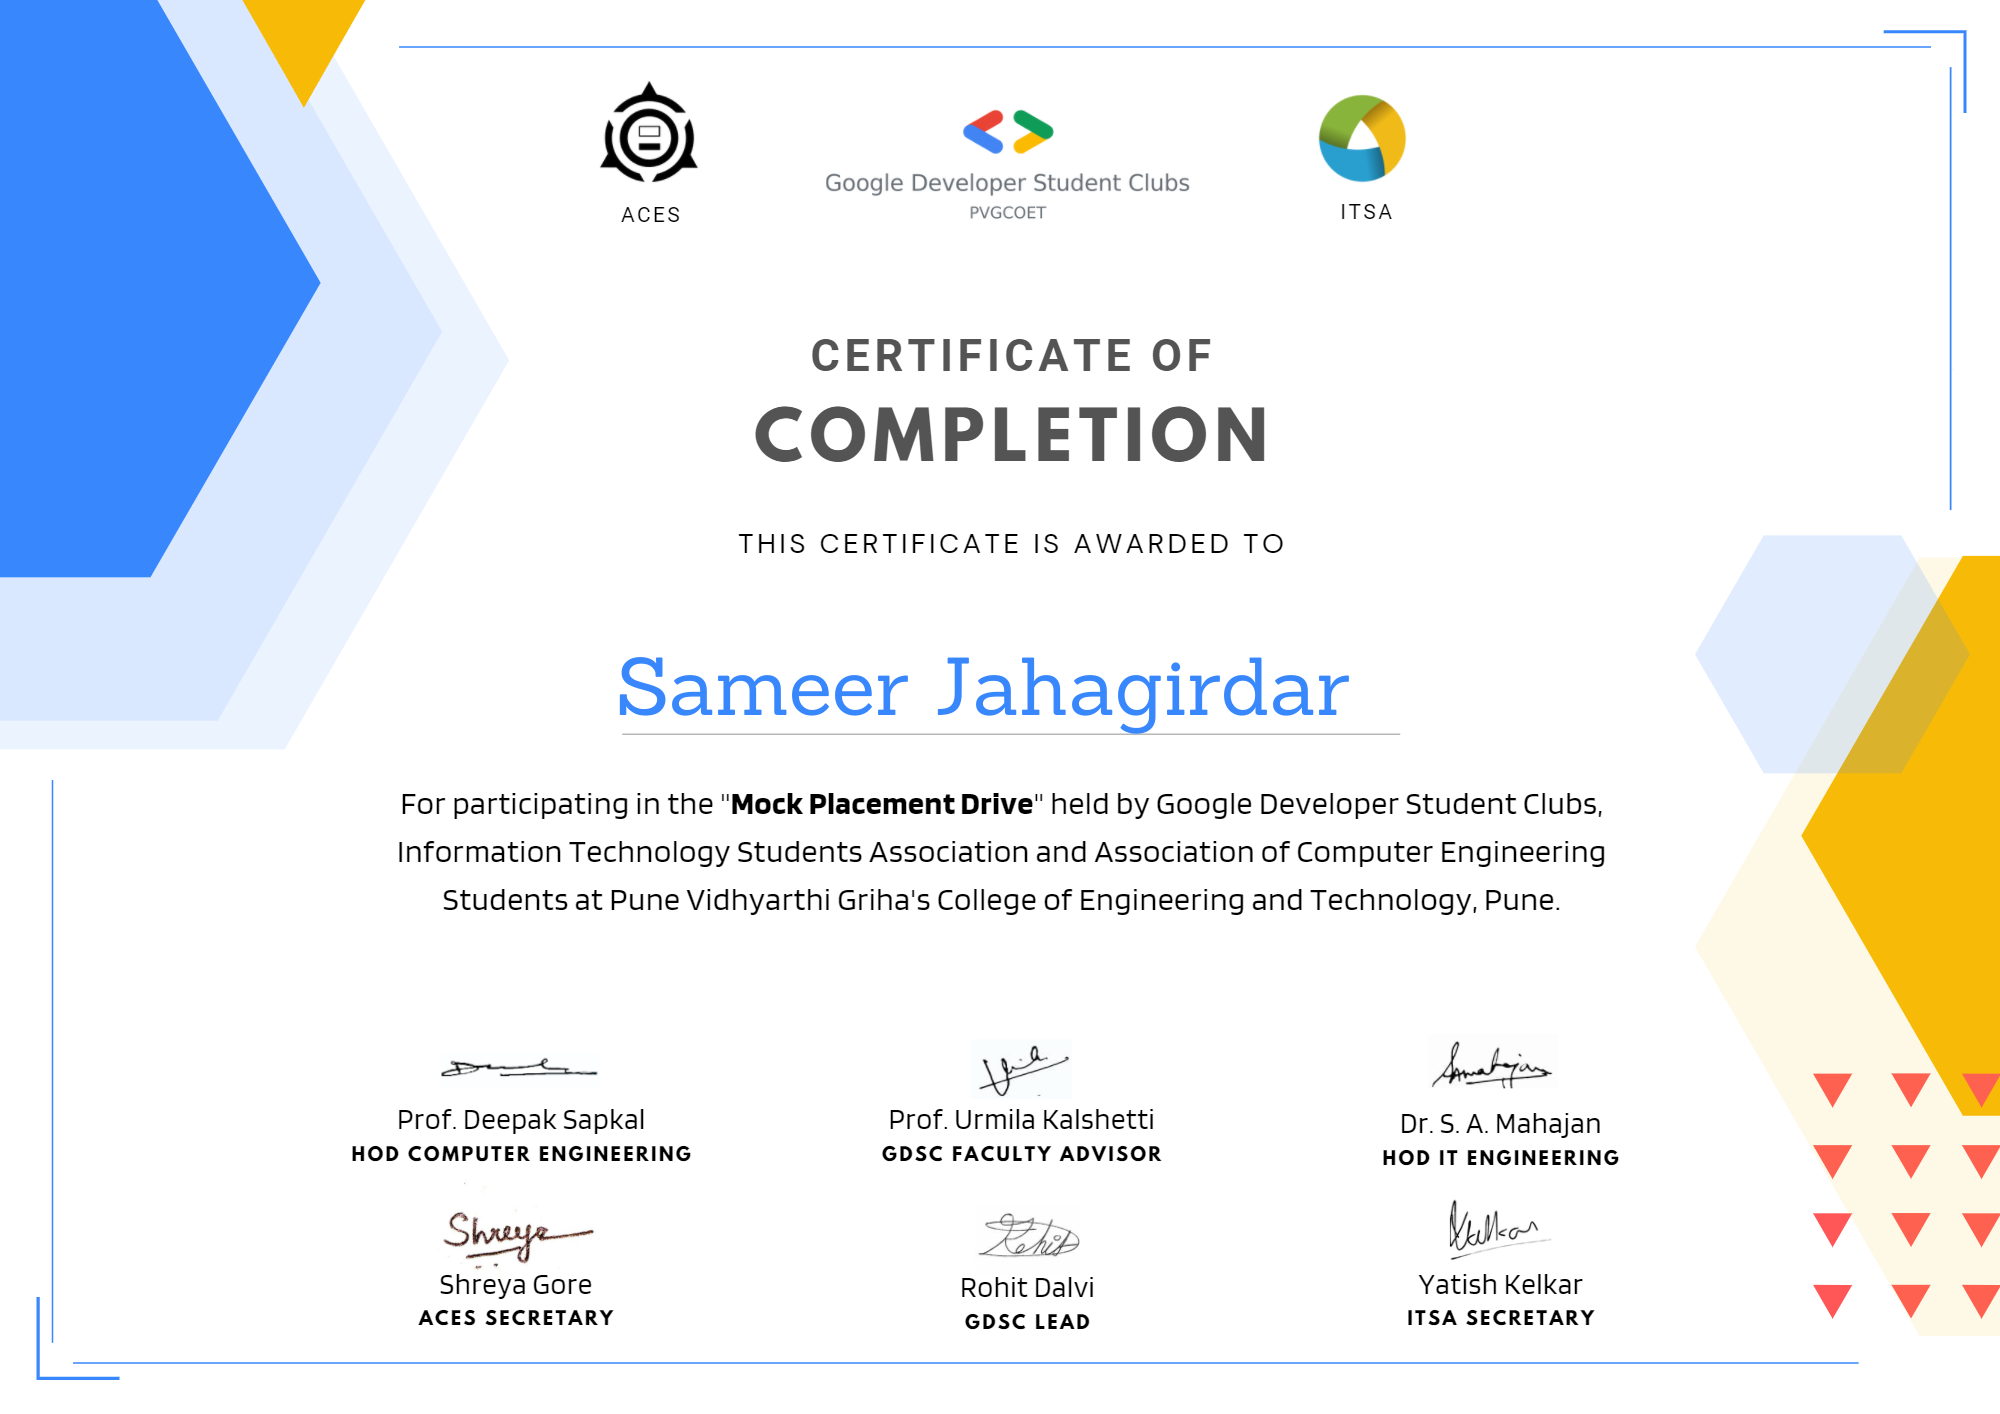 ACES
Google Developer Student Clubs
PVGCOET
ITSA
CERTIFICATE OF
COMPLETION
THIS CERTIFICATE IS AWARDED TO
Sameer Jahagirdar
For participating in the "Mock Placement Drive" held by Google Developer Student Clubs,
Information Technology Students Association and Association of Computer Engineering
Students at Pune Vidhyarthi Griha's College of Engineering and Technology, Pune.
Prof. Deepak Sapkal
HOD COMPUTER ENGINEERING
Prof. Urmila Kalshetti
GDSC FACULTY ADVISOR
Smahajan
Dr. S. A. Mahajan
HOD IT ENGINEERING
Shreya
Shreya Gore
ACES SECRETARY
Rohit
Rohit Dalvi
GDSC LEAD
Yatish Kelkar
ITSA SECRETARY